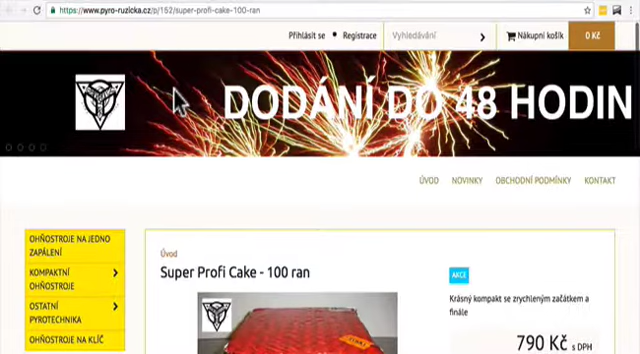 https://www.pyro-ruzicka.cz/p/152/super-profi-cake-100-ran
Přihlásit se • Registrace
Vyhledávání
Nákupní košík
0 Kč
DODÁNÍ DO 48 HODIN
ÚVOD NOVINKY OBCHODNÍ PODMÍNKY KONTAKT
OHŇOSTROJE NA JEDNO
ZAPÁLENÍ
KOMPAKTNÍ
OHŇOSTROJE
OSTATNÍ
PYROTECHNIKA
OHŇOSTROJE NA KLÍČ
Úvod
Super Profi Cake - 100 ran
AKCE
Krásný kompakt se zrychleným začátkem a
finále
790 Kč s DPH